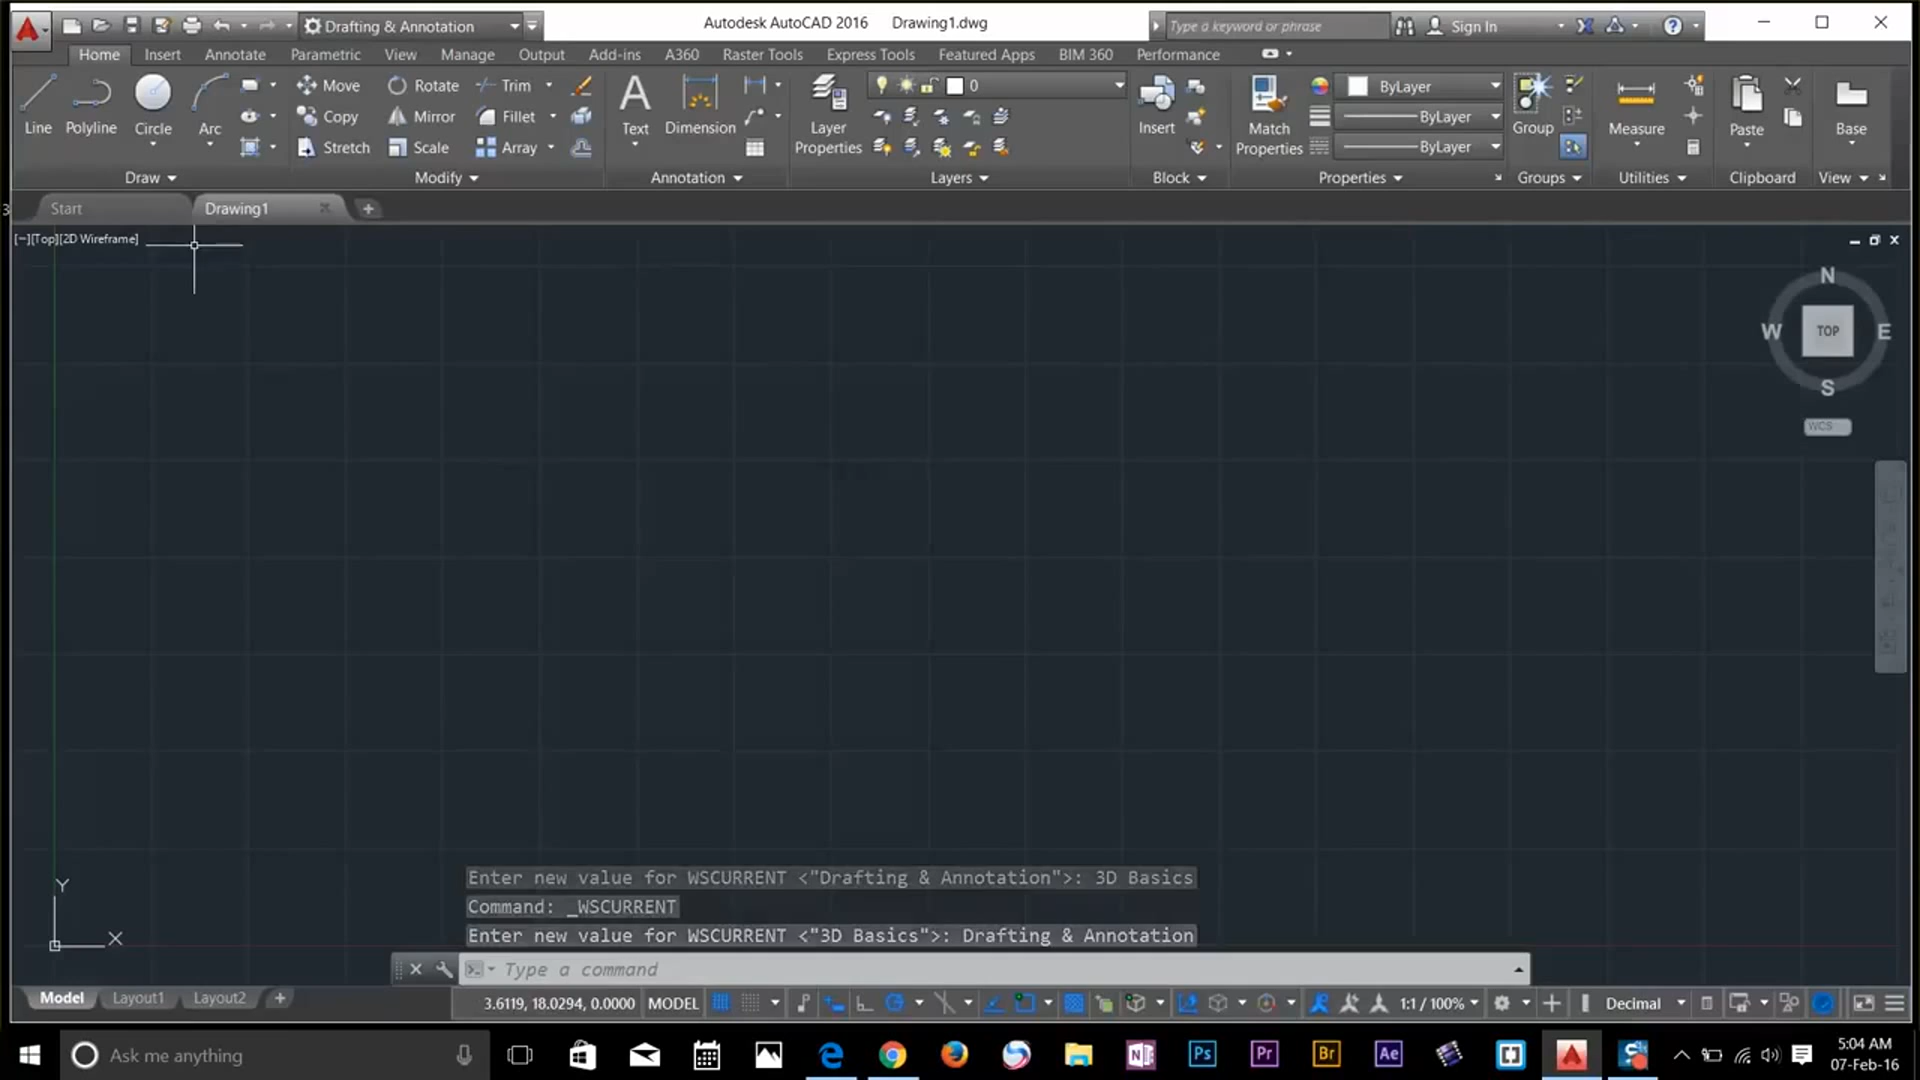 Drafting & Annotation
Autodesk AutoCAD 2016 Drawing1.dwg
Type a keyword or phrase
Sign In
Home Insert Annotate Parametric View Manage Output Add-ins A360 Raster Tools Express Tools Featured Apps BIM 360 Performance
Move Rotate Trim 0 ByLayer
Copy Mirror Fillet ByLayer
Line Polyline Circle Arc Text Dimension Layer Properties Insert Match Properties Group Measure Paste Base
Stretch Scale Array ByLayer
Draw Modify Annotation Layers Block Properties Groups Utilities Clipboard View
Start Drawing1
[−][Top][2D Wireframe]
N
W TOP E
S
WCS
Y
X
Enter new value for WSCURRENT <"Drafting & Annotation">: 3D Basics
Command: _WSCURRENT
Enter new value for WSCURRENT <"3D Basics">: Drafting & Annotation
Type a command
Model Layout1 Layout2
3.6119, 18.0294, 0.0000 MODEL 1:1 / 100% Decimal
Ask me anything
Ps Pr Br Ae
5:04 AM
07-Feb-16